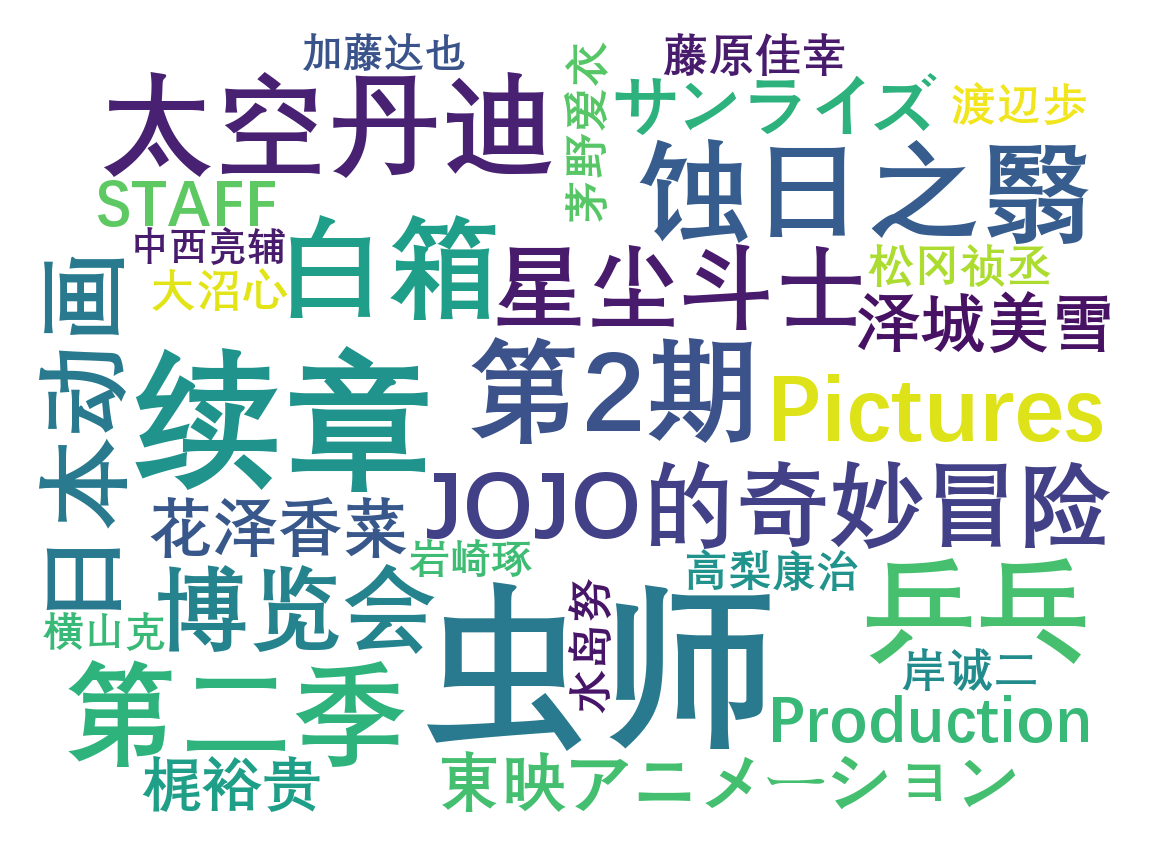 加藤达也
藤原佳幸
太空丹迪
茅野爱衣
サンライズ
渡辺歩
蚀日之翳
STAFF
中西亮辅
大沼心
白箱
星尘斗士
松冈祯丞
泽城美雪
日本动画
续章
第2期
Pictures
JOJO的奇妙冒险
花泽香菜
岩崎琢
高梨康治
博览会
虫师
水岛努
乒乓
横山克
岸诚二
第二季
Production
梶裕贵
東映アニメーション